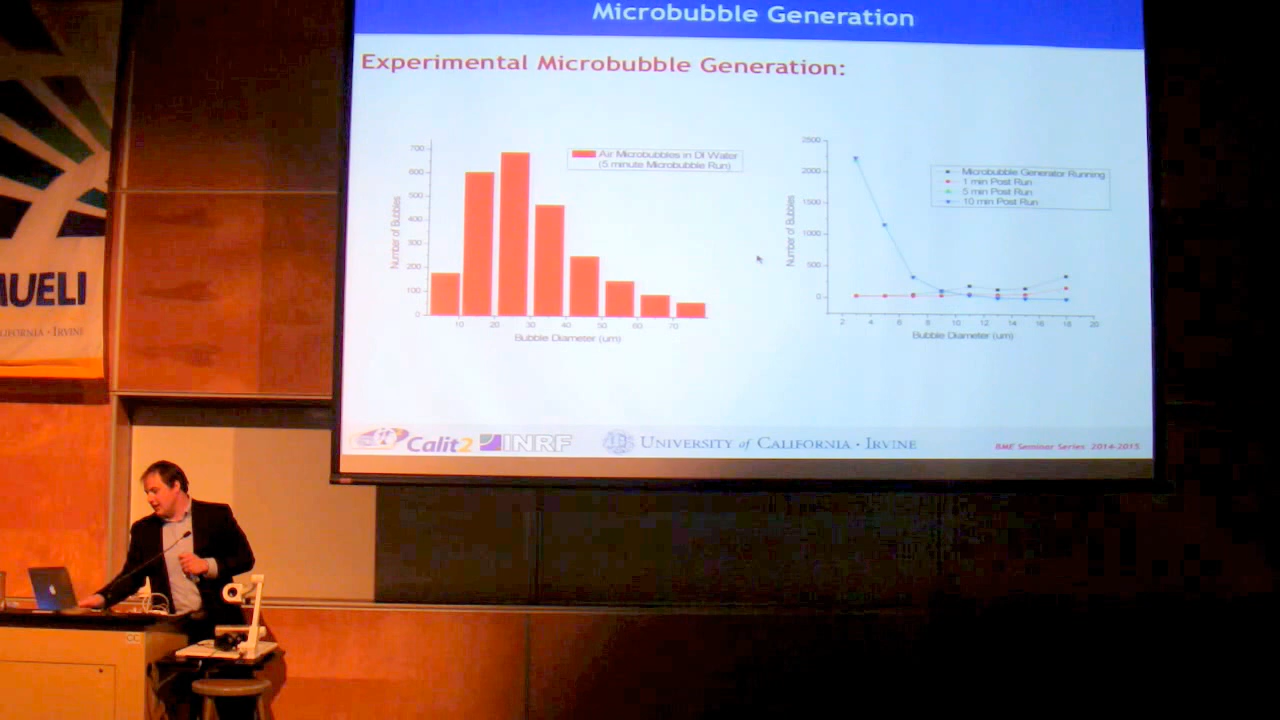 Microbubble Generation
Experimental Microbubble Generation:
Air Microbubbles in DI Water
(5 minute Microbubble Run)
Number of Bubbles
700
600
500
400
300
200
100
0
10 20 30 40 50 60 70
Bubble Diameter (um)
Microbubble Generator Running
1 min Post Run
5 min Post Run
10 min Post Run
Number of Bubbles
2500
2000
1500
1000
500
0
2 4 6 8 10 12 14 16 18 20
Bubble Diameter (um)
Calit2 INRF UNIVERSITY of CALIFORNIA · IRVINE
BME Seminar Series 2014-2015
MUELI
LIFORNIA · IRVINE
CC